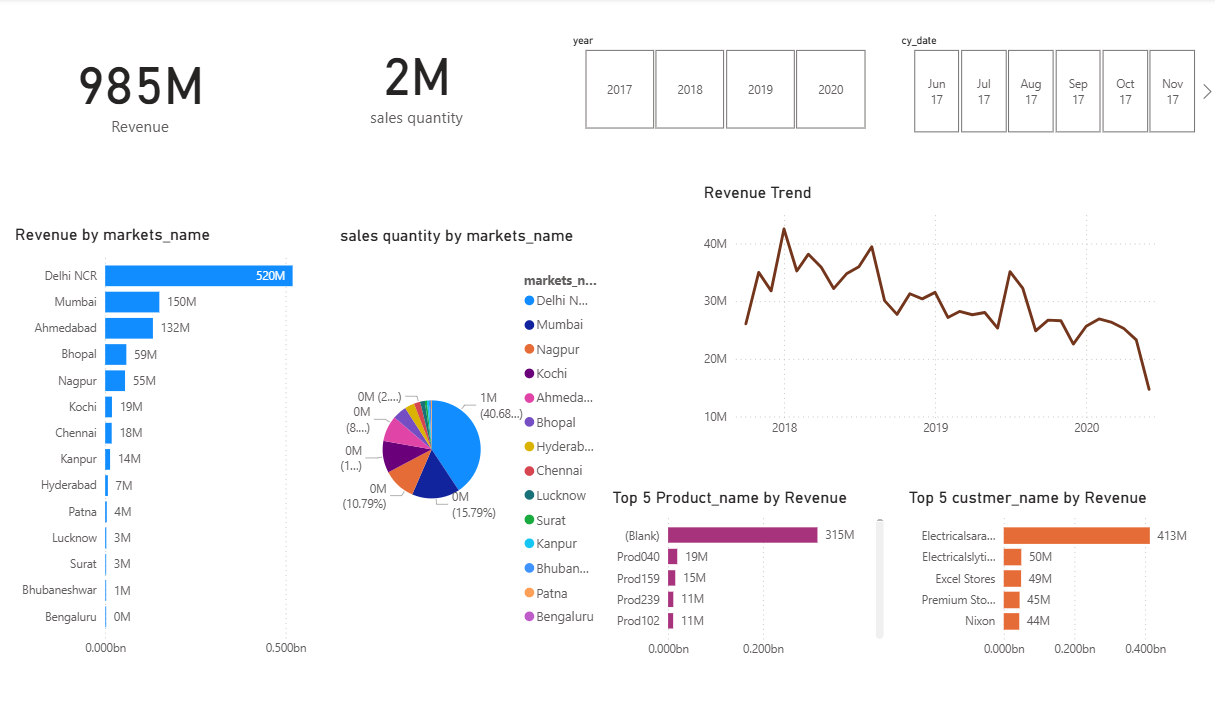 985M
Revenue
2M
sales quantity
year
2017
2018
2019
2020
cy_date
Jun
17
Jul
17
Aug
17
Sep
17
Oct
17
Nov
17
Revenue by markets_name
Delhi NCR
520M
Mumbai
150M
Ahmedabad
132M
Bhopal
59M
Nagpur
55M
Kochi
19M
Chennai
18M
Kanpur
14M
Hyderabad
7M
Patna
4M
Lucknow
3M
Surat
3M
Bhubaneshwar
1M
Bengaluru
0M
0.000bn
0.500bn
sales quantity by markets_name
0M (2....)
0M
(8....)
0M
(1...)
0M
(10.79%)
1M
(40.68...)
0M
(15.79%)
markets_n...
Delhi N...
Mumbai
Nagpur
Kochi
Ahmeda...
Bhopal
Hyderab...
Chennai
Lucknow
Surat
Kanpur
Bhuban...
Patna
Bengaluru
Revenue Trend
40M
30M
20M
10M
2018
2019
2020
Top 5 Product_name by Revenue
(Blank)
315M
Prod040
19M
Prod159
15M
Prod239
11M
Prod102
11M
0.000bn
0.200bn
Top 5 custmer_name by Revenue
Electricalsara...
413M
Electricalslyti...
50M
Excel Stores
49M
Premium Sto...
45M
Nixon
44M
0.000bn
0.200bn
0.400bn